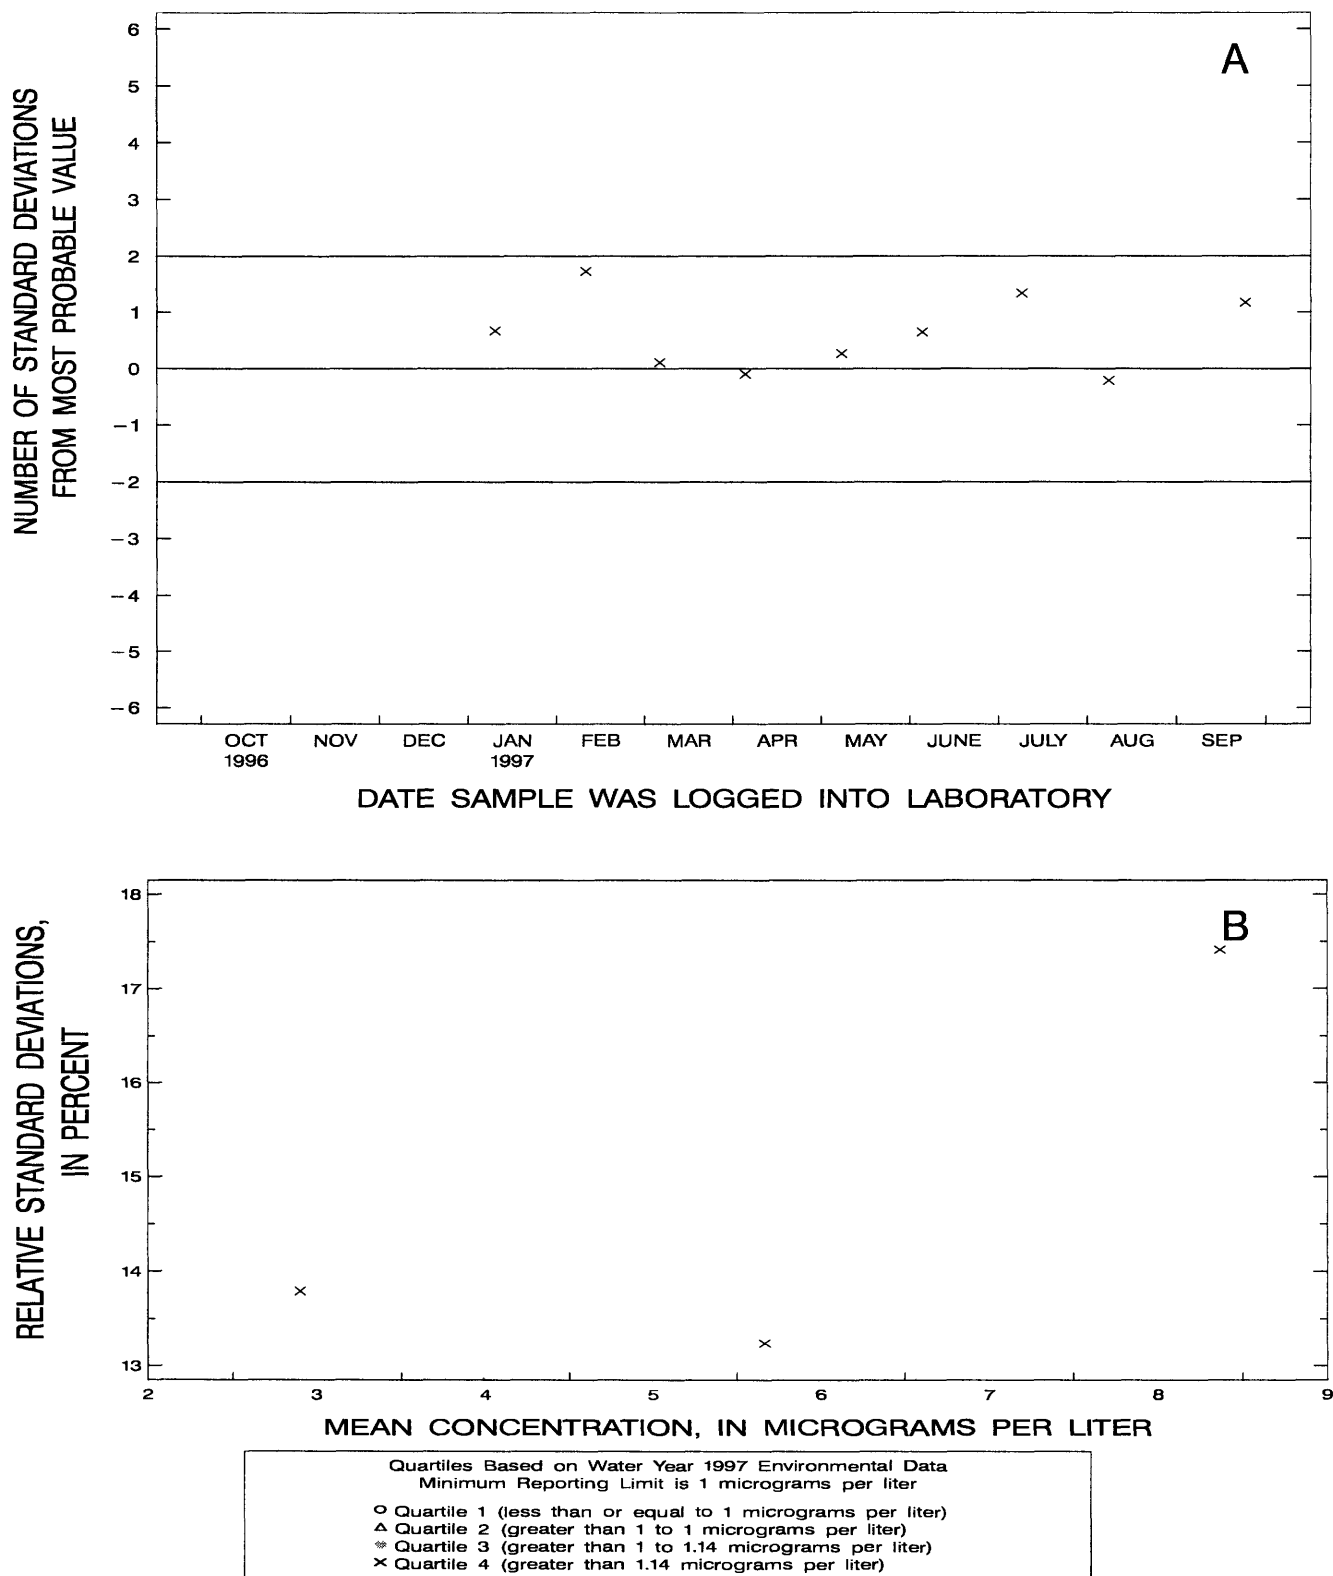 A
NUMBER OF STANDARD DEVIATIONS
FROM MOST PROBABLE VALUE
6
5
4
3
2
1
0
-1
-2
-3
-4
-5
-6
OCT NOV DEC JAN FEB MAR APR MAY JUNE JULY AUG SEP
1996 1997
DATE SAMPLE WAS LOGGED INTO LABORATORY
B
RELATIVE STANDARD DEVIATIONS,
IN PERCENT
18
17
16
15
14
13
2 3 4 5 6 7 8 9
MEAN CONCENTRATION, IN MICROGRAMS PER LITER
Quartiles Based on Water Year 1997 Environmental Data
Minimum Reporting Limit is 1 micrograms per liter
Quartile 1 (less than or equal to 1 micrograms per liter)
Quartile 2 (greater than 1 to 1 micrograms per liter)
Quartile 3 (greater than 1 to 1.14 micrograms per liter)
Quartile 4 (greater than 1.14 micrograms per liter)